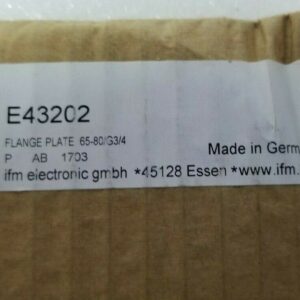 E43202
FLANGE PLATE 65-80/G3/4
P AB 1703
Made in Germ
ifm electronic gmbh *45128 Essen *www.ifm.